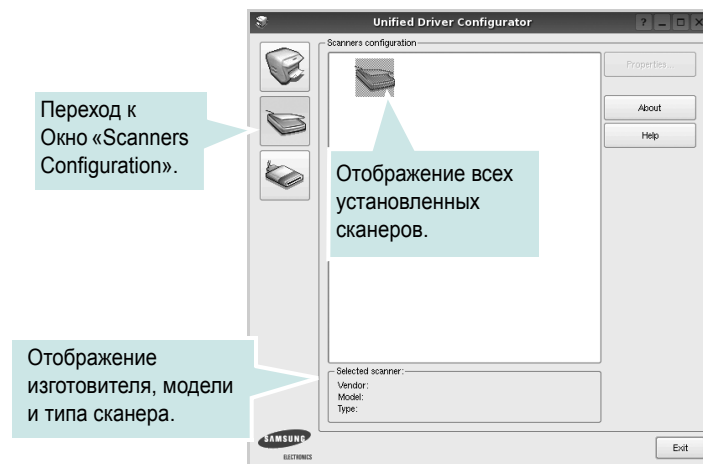 Unified Driver Configurator
Scanners configuration
Properties...
About
Help
Переход к
Окно «Scanners
Configuration».
Отображение всех
установленных
сканеров.
Отображение
изготовителя, модели
и типа сканера.
Selected scanner:
Vendor:
Model:
Type:
SAMSUNG
ELECTRONICS
Exit